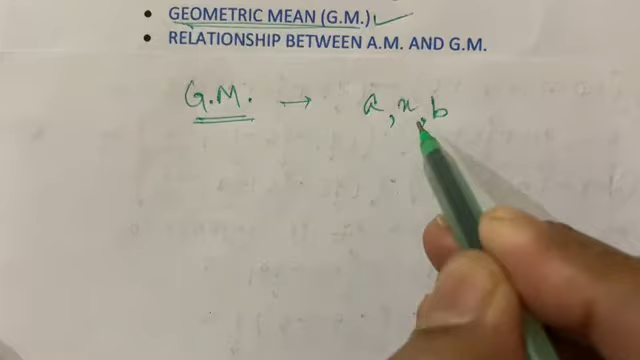 • GEOMETRIC MEAN (G.M.) ✓
• RELATIONSHIP BETWEEN A.M. AND G.M.
G.M. → a, x, b